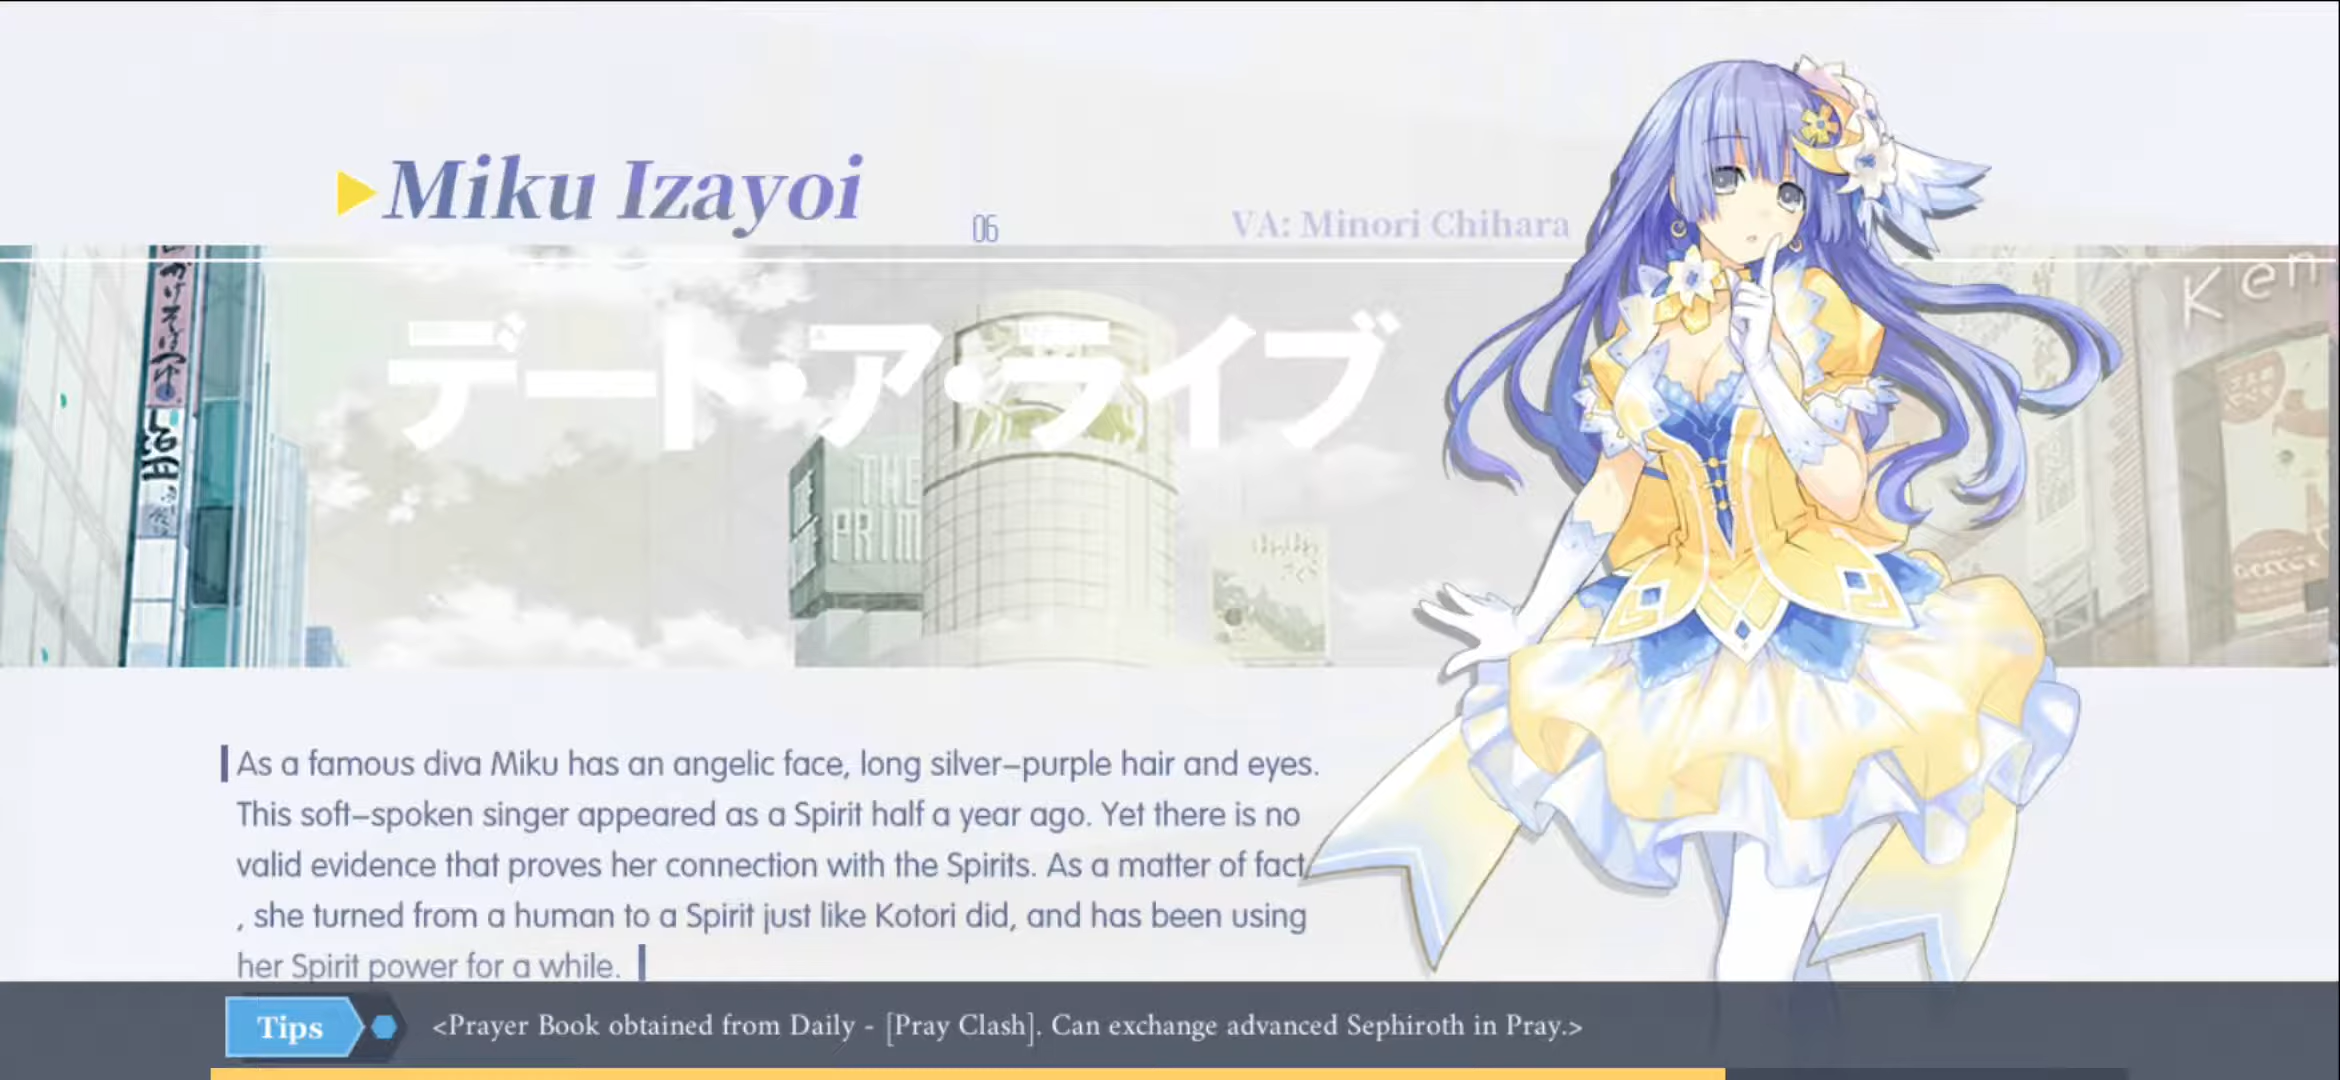 Miku Izayoi
06
VA: Minori Chihara
デート・ア・ライブ
THE
PRIM
Ken
As a famous diva Miku has an angelic face, long silver–purple hair and eyes.
This soft–spoken singer appeared as a Spirit half a year ago. Yet there is no
valid evidence that proves her connection with the Spirits. As a matter of fact
, she turned from a human to a Spirit just like Kotori did, and has been using
her Spirit power for a while.
Tips
<Prayer Book obtained from Daily - [Pray Clash]. Can exchange advanced Sephiroth in Pray.>